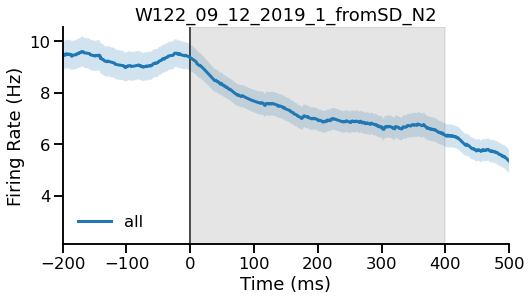 W122_09_12_2019_1_fromSD_N2
Firing Rate (Hz)
10
8
6
4
all
−200 −100 0 100 200 300 400 500
Time (ms)